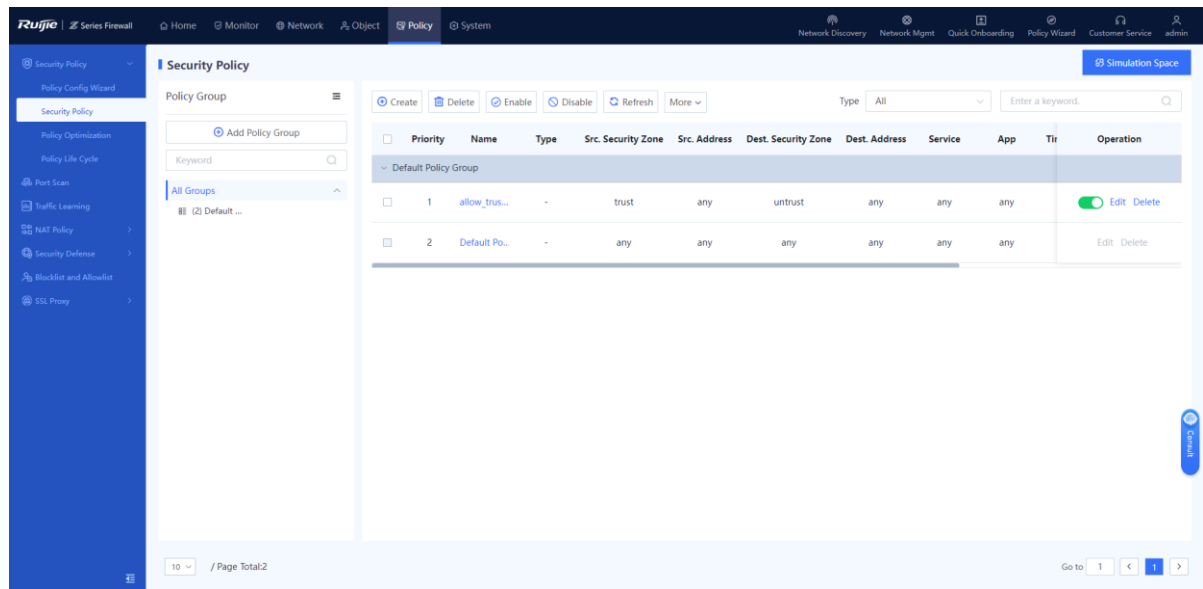 Ruijie | Z Series Firewall Home Monitor Network Object Policy System Network Discovery Network Mgmt Quick Onboarding Policy Wizard Customer Service admin
Security Policy
Policy Config Wizard
Security Policy
Policy Optimization
Policy Life Cycle
Port Scan
Traffic Learning
NAT Policy
Security Defense
Blocklist and Allowlist
SSL Proxy
Security Policy
Simulation Space
Policy Group
Add Policy Group
Keyword
All Groups
(2) Default ...
Create Delete Enable Disable Refresh More Type All Enter a keyword.
Priority Name Type Src. Security Zone Src. Address Dest. Security Zone Dest. Address Service App Tir Operation
Default Policy Group
1 allow_trus... - trust any untrust any any any Edit Delete
2 Default Po... - any any any any any any Edit Delete
Consult
10 / Page Total:2
Go to 1 < 1 >